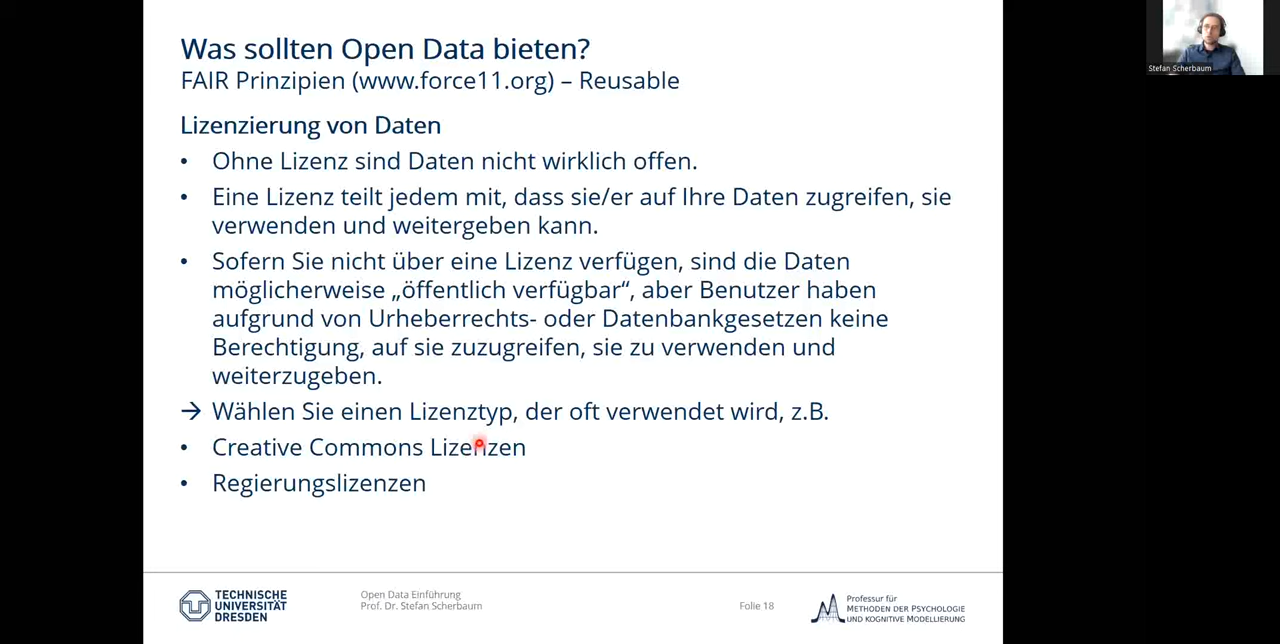 Was sollten Open Data bieten?
FAIR Prinzipien (www.force11.org) – Reusable
Lizenzierung von Daten
• Ohne Lizenz sind Daten nicht wirklich offen.
• Eine Lizenz teilt jedem mit, dass sie/er auf Ihre Daten zugreifen, sie
verwenden und weitergeben kann.
• Sofern Sie nicht über eine Lizenz verfügen, sind die Daten
möglicherweise „öffentlich verfügbar“, aber Benutzer haben
aufgrund von Urheberrechts- oder Datenbankgesetzen keine
Berechtigung, auf sie zuzugreifen, sie zu verwenden und
weiterzugeben.
→ Wählen Sie einen Lizenztyp, der oft verwendet wird, z.B.
• Creative Commons Lizenzen
• Regierungslizenzen
TECHNISCHE
UNIVERSITÄT
DRESDEN
Open Data Einführung
Prof. Dr. Stefan Scherbaum
Folie 18
Professur für
METHODEN DER PSYCHOLOGIE
UND KOGNITIVE MODELLIERUNG
Stefan Scherbaum